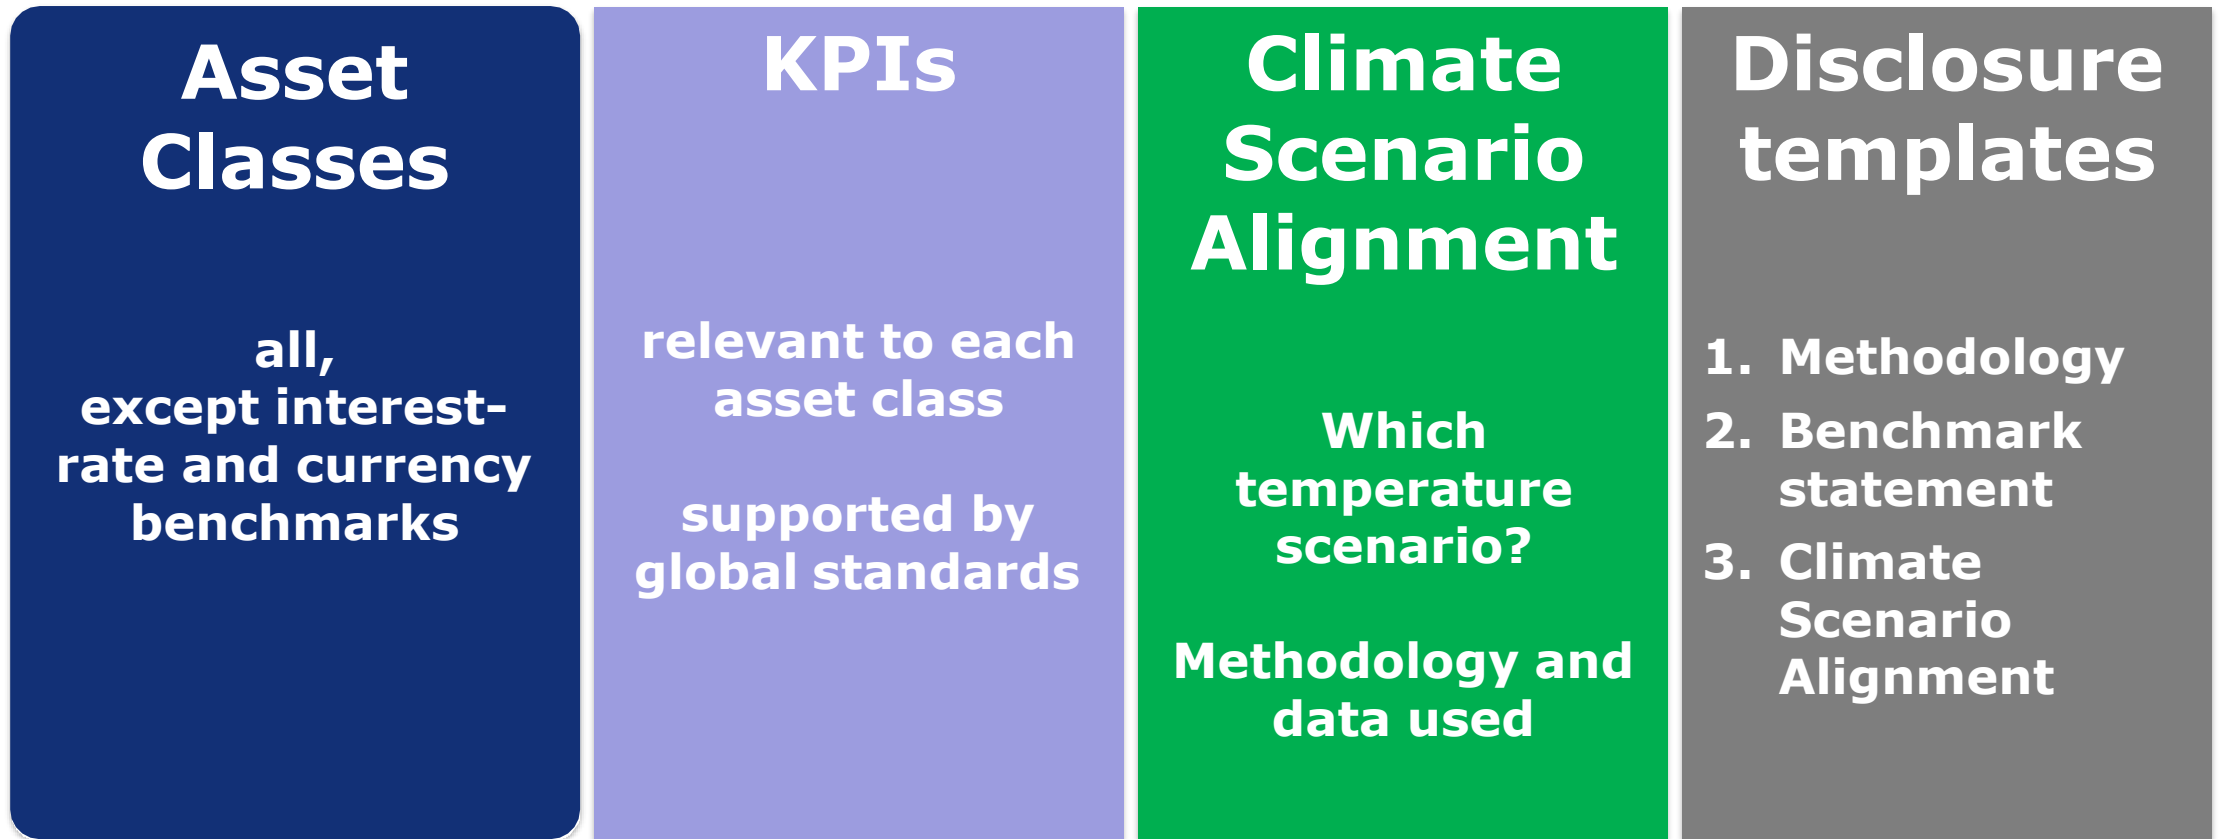 Asset
Classes
all,
except interest-
rate and currency
benchmarks
KPIs
relevant to each
asset class
supported by
global standards
Climate
Scenario
Alignment
Which
temperature
scenario?
Methodology and
data used
Disclosure
templates
1. Methodology
2. Benchmark
statement
3. Climate
Scenario
Alignment